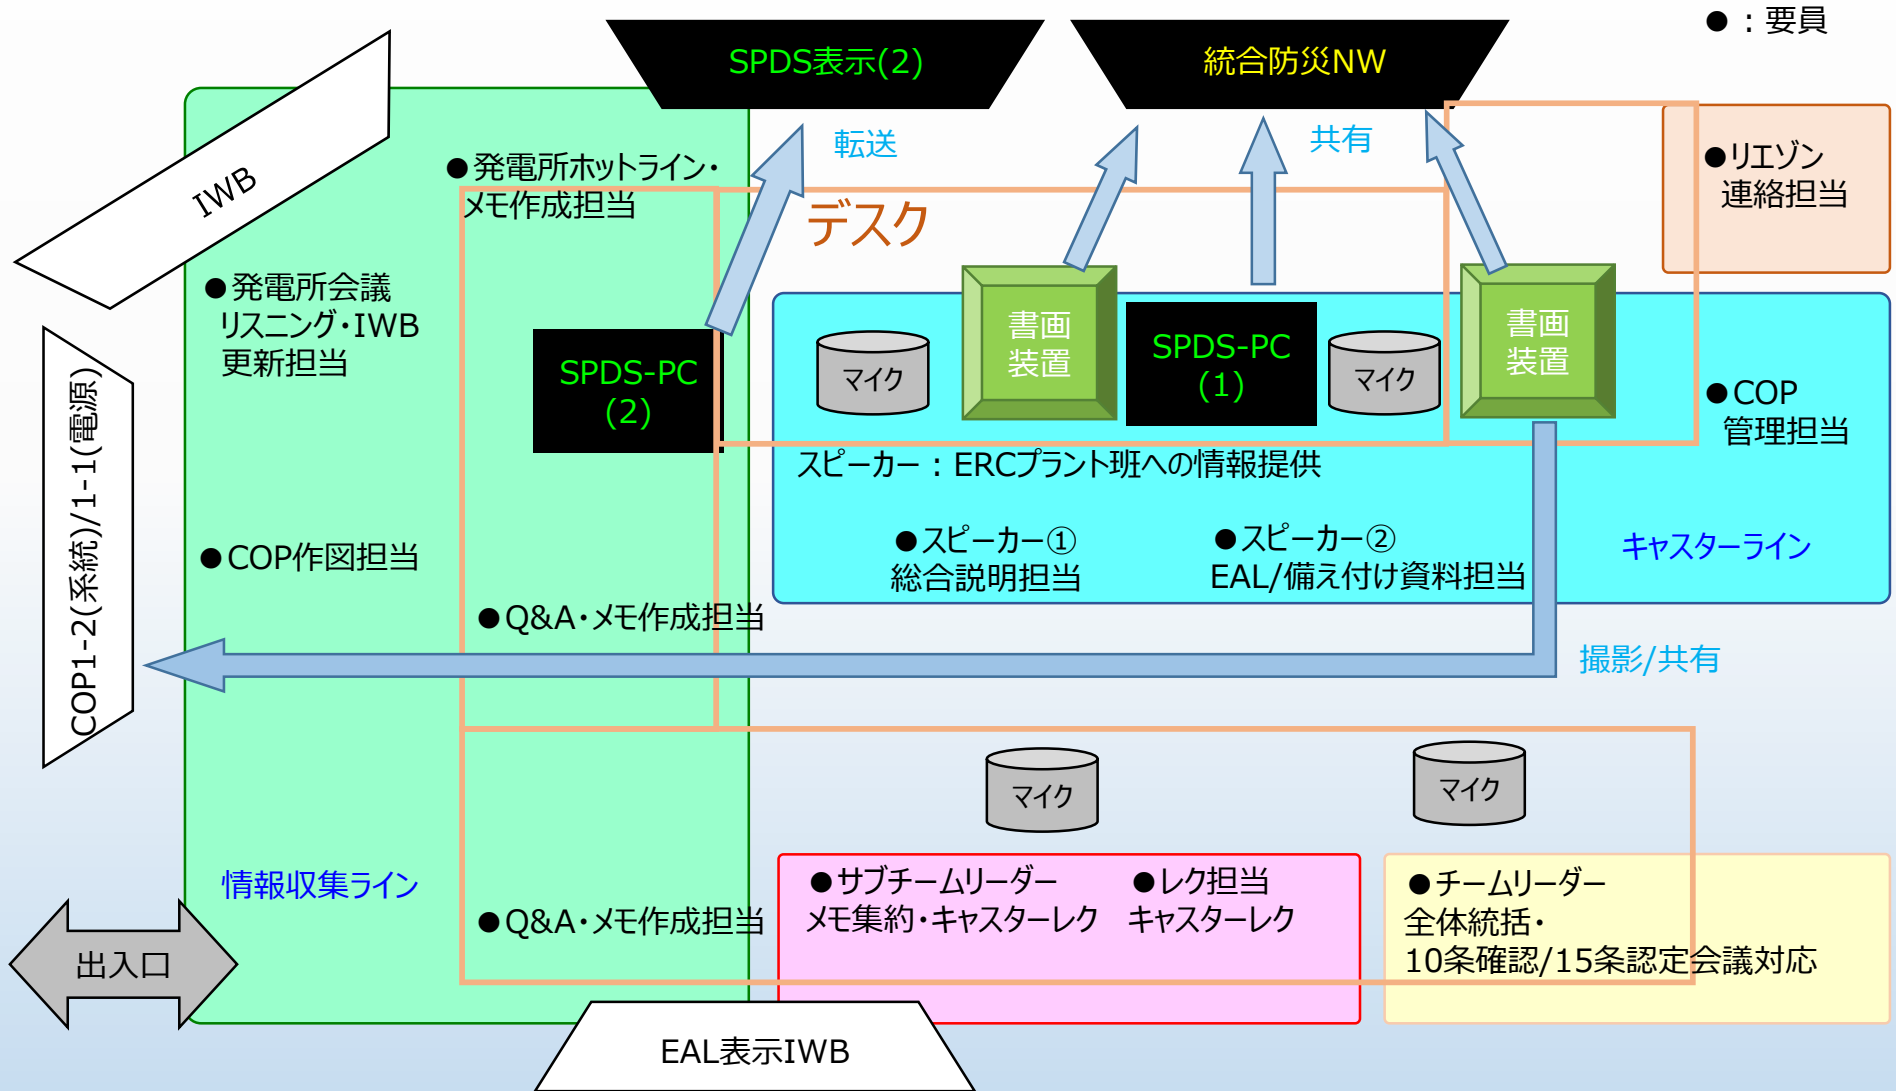 ●：要員
SPDS表示(2)
統合防災NW
転送
共有
IWB
●発電所ホットライン・
メモ作成担当
デスク
●リエゾン
連絡担当
●発電所会議
リスニング・IWB
更新担当
SPDS-PC
(2)
マイク
書画
装置
SPDS-PC
(1)
マイク
書画
装置
●COP
管理担当
スピーカー：ERCプラント班への情報提供
COP1-2(系統)/1-1(電源)
●COP作図担当
●スピーカー①
総合説明担当
●スピーカー②
EAL/備え付け資料担当
キャスターライン
●Q&A・メモ作成担当
撮影/共有
マイク
マイク
情報収集ライン
●Q&A・メモ作成担当
●サブチームリーダー
メモ集約・キャスターレク
●レク担当
キャスターレク
●チームリーダー
全体統括・
10条確認/15条認定会議対応
出入口
EAL表示IWB